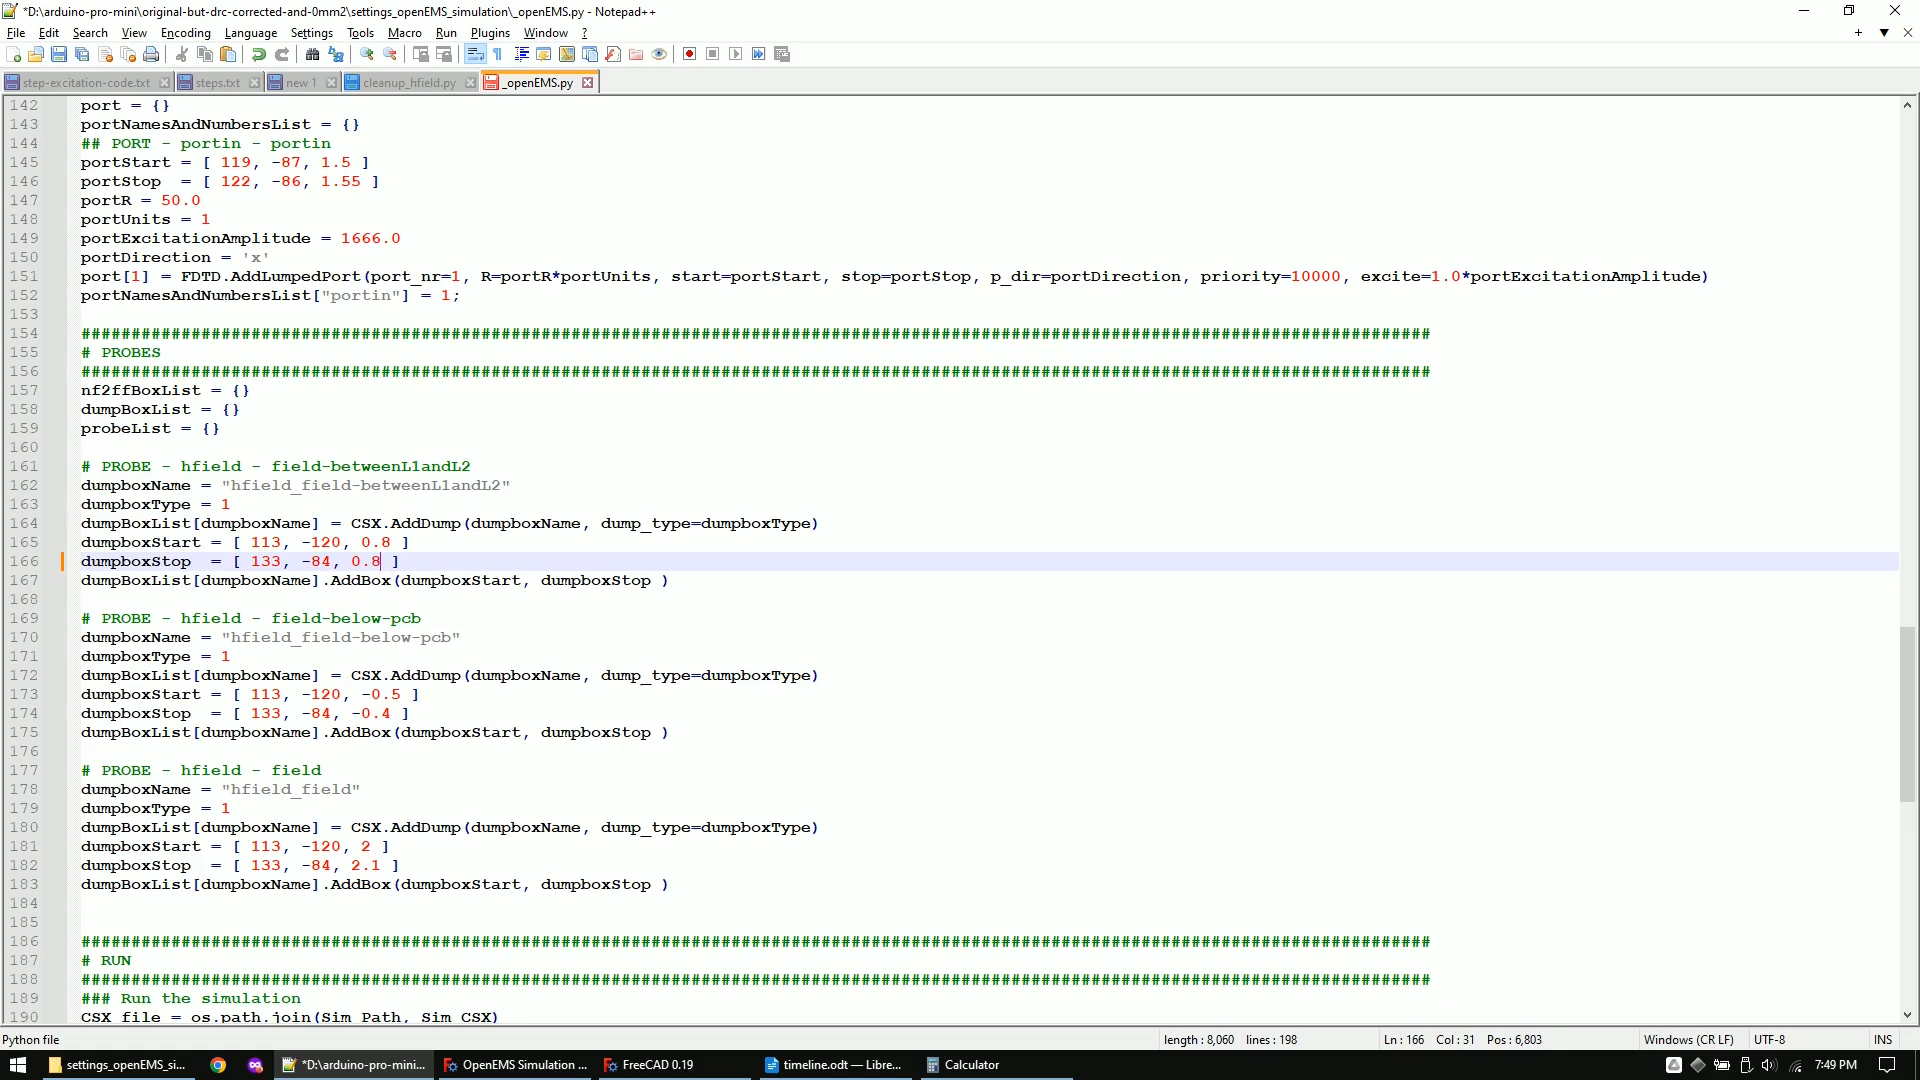 *D:\arduino-pro-mini\original-but-drc-corrected-and-0mm2\settings_openEMS_simulation\_openEMS.py - Notepad++
File Edit Search View Encoding Language Settings Tools Macro Run Plugins Window ?
step-excitation-code.txt steps.txt new 1 cleanup_hfield.py _openEMS.py
142 port = {}
143 portNamesAndNumbersList = {}
144 ## PORT - portin - portin
145 portStart = [ 119, -87, 1.5 ]
146 portStop  = [ 122, -86, 1.55 ]
147 portR = 50.0
148 portUnits = 1
149 portExcitationAmplitude = 1666.0
150 portDirection = 'x'
151 port[1] = FDTD.AddLumpedPort(port_nr=1, R=portR*portUnits, start=portStart, stop=portStop, p_dir=portDirection, priority=10000, excite=1.0*portExcitationAmplitude)
152 portNamesAndNumbersList["portin"] = 1;
153
154 #######################################################################################################################################
155 # PROBES
156 #######################################################################################################################################
157 nf2ffBoxList = {}
158 dumpBoxList = {}
159 probeList = {}
160
161 # PROBE - hfield - field-betweenL1andL2
162 dumpboxName = "hfield_field-betweenL1andL2"
163 dumpboxType = 1
164 dumpBoxList[dumpboxName] = CSX.AddDump(dumpboxName, dump_type=dumpboxType)
165 dumpboxStart = [ 113, -120, 0.8 ]
166 dumpboxStop  = [ 133, -84, 0.8 ]
167 dumpBoxList[dumpboxName].AddBox(dumpboxStart, dumpboxStop )
168
169 # PROBE - hfield - field-below-pcb
170 dumpboxName = "hfield_field-below-pcb"
171 dumpboxType = 1
172 dumpBoxList[dumpboxName] = CSX.AddDump(dumpboxName, dump_type=dumpboxType)
173 dumpboxStart = [ 113, -120, -0.5 ]
174 dumpboxStop  = [ 133, -84, -0.4 ]
175 dumpBoxList[dumpboxName].AddBox(dumpboxStart, dumpboxStop )
176
177 # PROBE - hfield - field
178 dumpboxName = "hfield_field"
179 dumpboxType = 1
180 dumpBoxList[dumpboxName] = CSX.AddDump(dumpboxName, dump_type=dumpboxType)
181 dumpboxStart = [ 113, -120, 2 ]
182 dumpboxStop  = [ 133, -84, 2.1 ]
183 dumpBoxList[dumpboxName].AddBox(dumpboxStart, dumpboxStop )
184
185
186 #######################################################################################################################################
187 # RUN
188 #######################################################################################################################################
189 ### Run the simulation
190 CSX_file = os.path.join(Sim_Path, Sim_CSX)
Python file length : 8,060 lines : 198 Ln : 166 Col : 31 Pos : 6,803 Windows (CR LF) UTF-8 INS
settings_openEMS_si... *D:\arduino-pro-mini... OpenEMS Simulation ... FreeCAD 0.19 timeline.odt — Libre... Calculator 7:49 PM